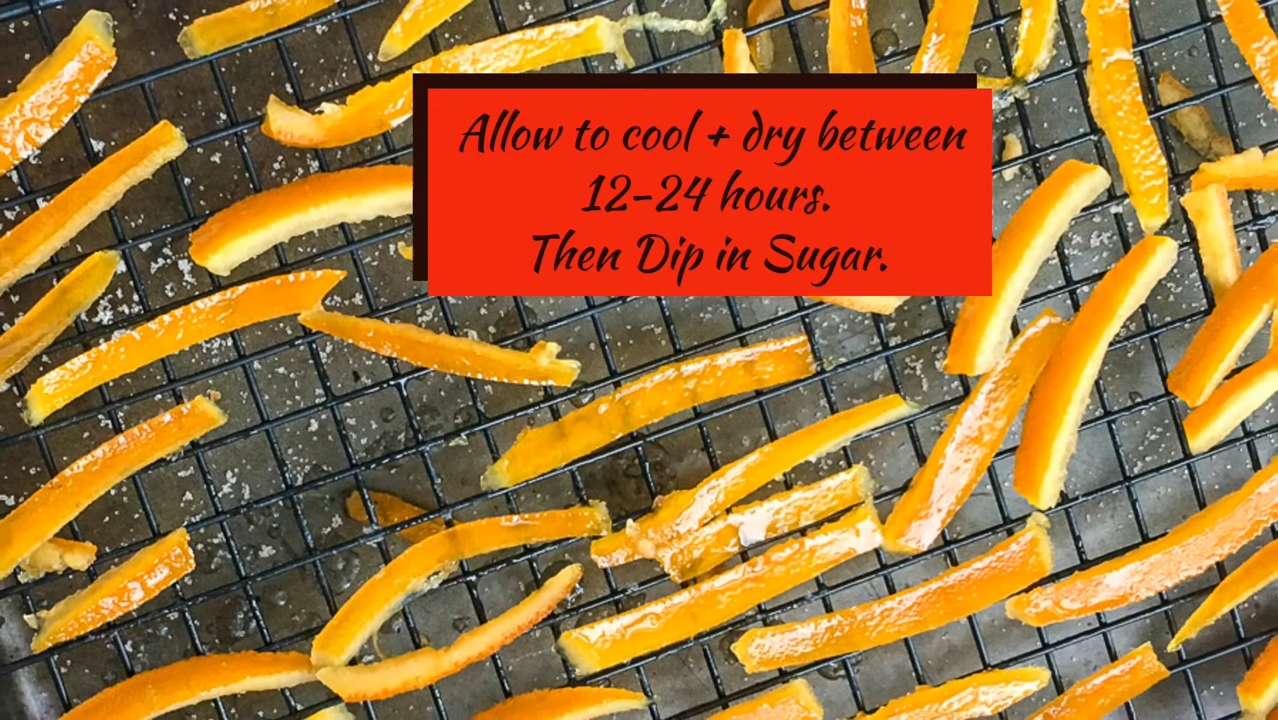 Allow to cool + dry between
12-24 hours.
Then Dip in Sugar.